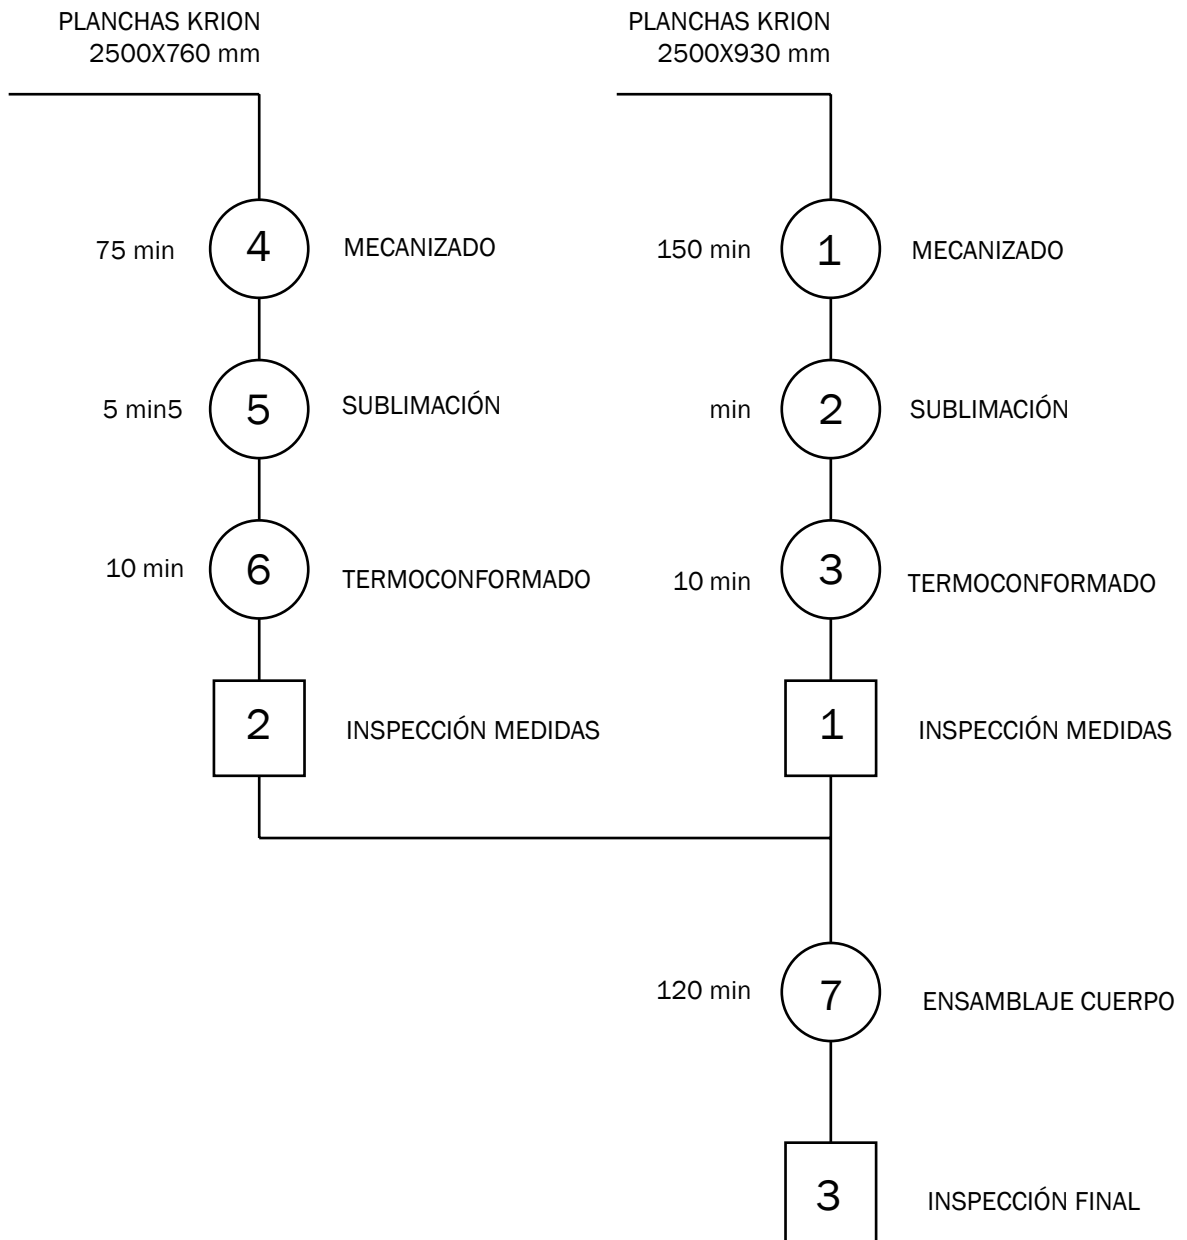 PLANCHAS KRION
2500X760 mm
PLANCHAS KRION
2500X930 mm
75 min
4
MECANIZADO
150 min
1
MECANIZADO
5 min5
5
SUBLIMACIÓN
min
2
SUBLIMACIÓN
10 min
6
TERMOCONFORMADO
10 min
3
TERMOCONFORMADO
2
INSPECCIÓN MEDIDAS
1
INSPECCIÓN MEDIDAS
120 min
7
ENSAMBLAJE CUERPO
3
INSPECCIÓN FINAL